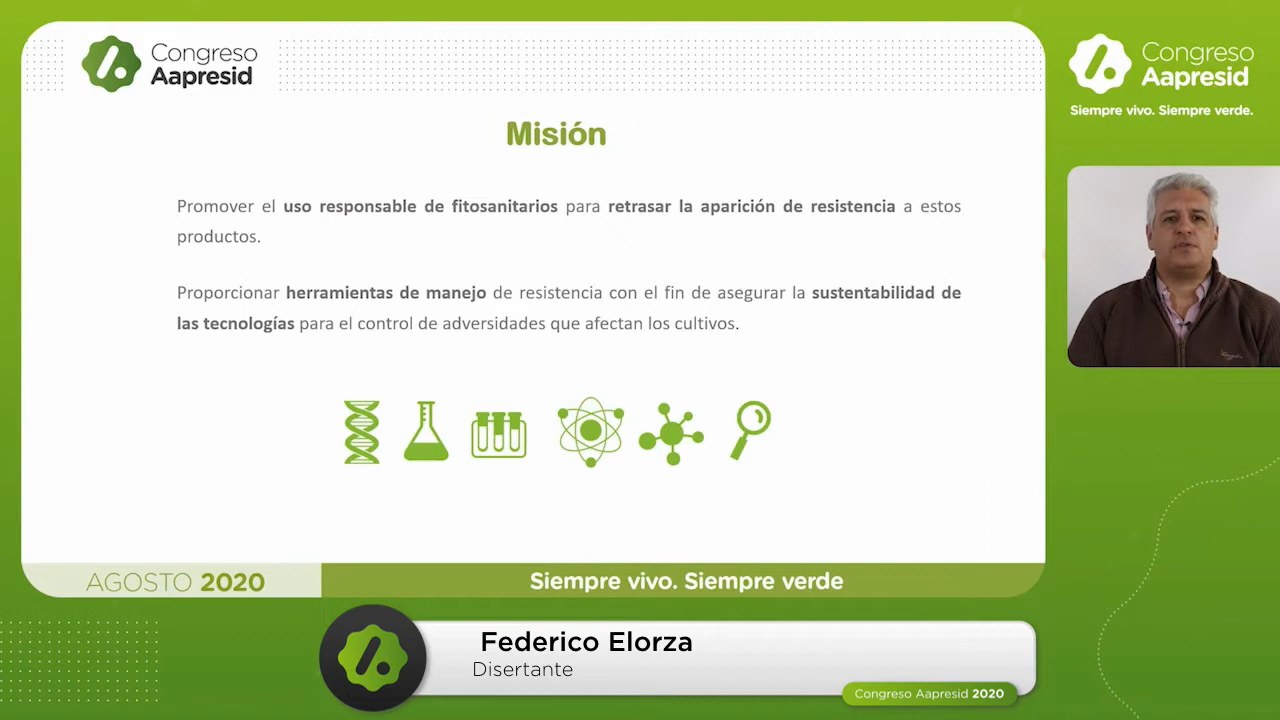 Congreso
Aapresid
Misión
Promover el uso responsable de fitosanitarios para retrasar la aparición de resistencia a estos
productos.
Proporcionar herramientas de manejo de resistencia con el fin de asegurar la sustentabilidad de
las tecnologías para el control de adversidades que afectan los cultivos.
AGOSTO 2020
Siempre vivo. Siempre verde
Congreso
Aapresid
Siempre vivo. Siempre verde.
Federico Elorza
Disertante
Congreso Aapresid 2020